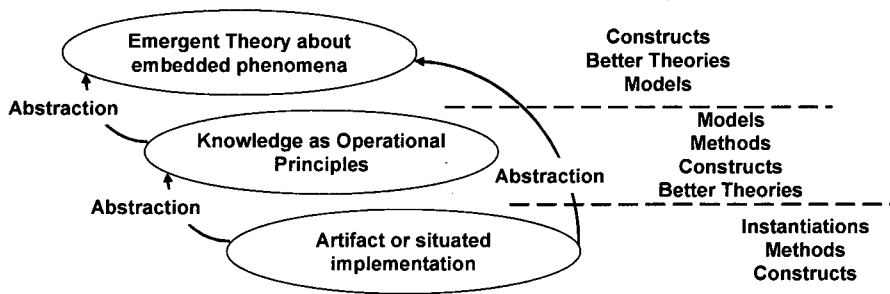 Emergent Theory about
embedded phenomena
Constructs
Better Theories
Models
Abstraction
Knowledge as Operational
Principles
Models
Methods
Constructs
Better Theories
Abstraction
Abstraction
Artifact or situated
implementation
Instantiations
Methods
Constructs